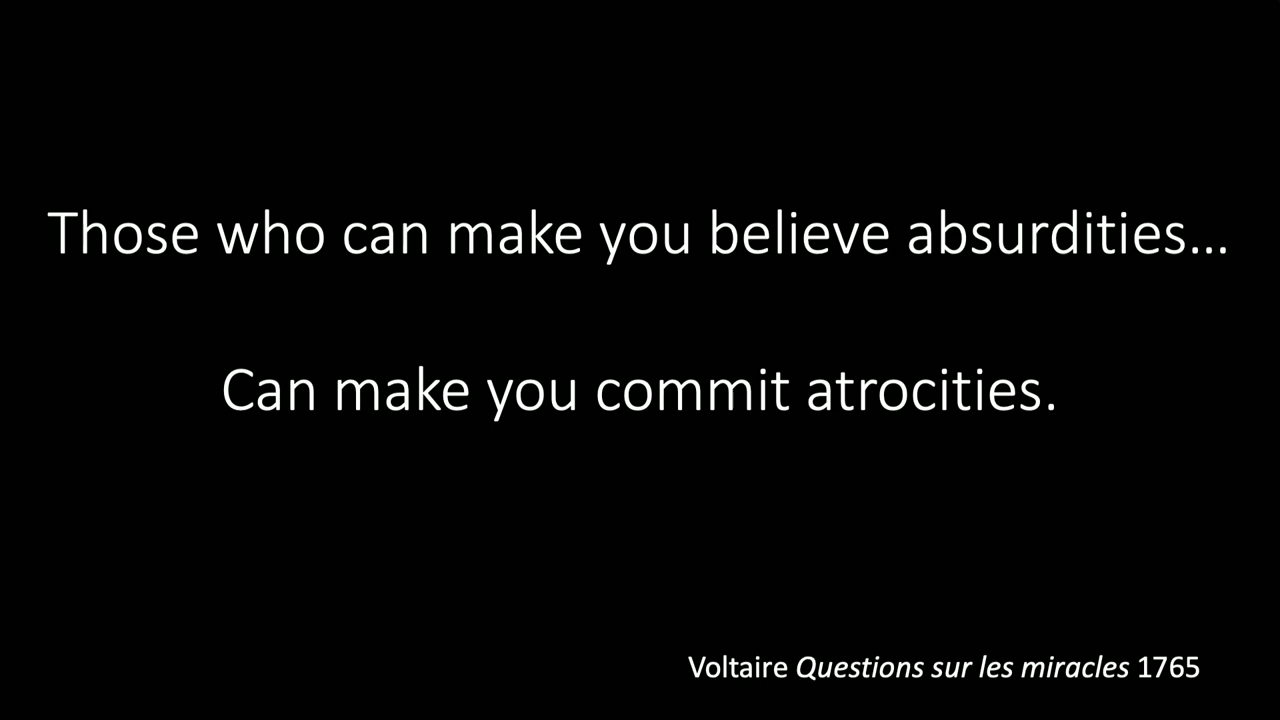 Those who can make you believe absurdities...
Can make you commit atrocities.
Voltaire Questions sur les miracles 1765